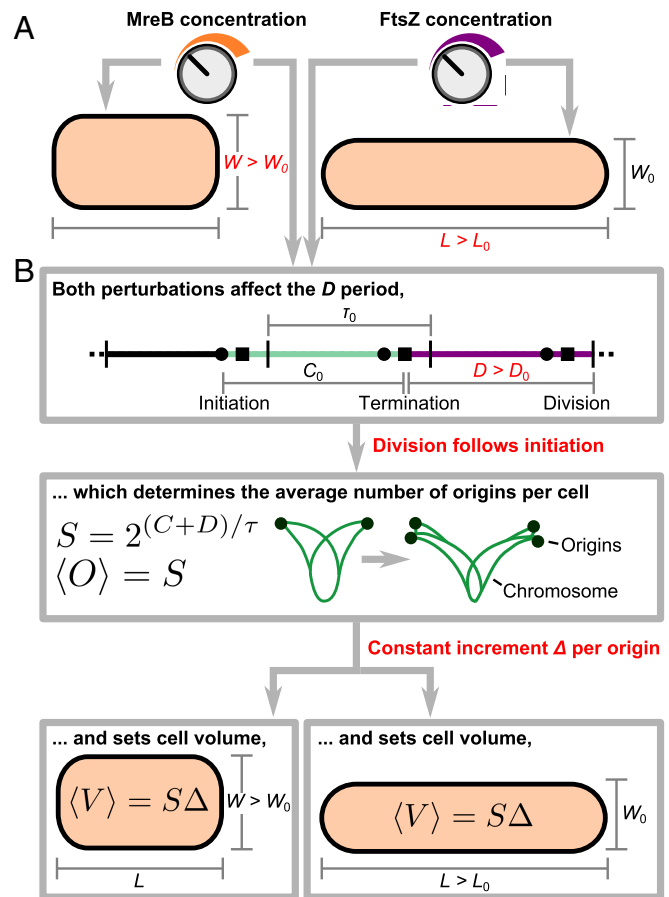 A
MreB concentration
FtsZ concentration
W > W₀
W₀
L > L₀
B
Both perturbations affect the D period,
τ₀
C₀
D > D₀
Initiation
Termination
Division
Division follows initiation
... which determines the average number of origins per cell
S = 2^{(C+D)/τ}
⟨O⟩ = S
Origins
Chromosome
Constant increment Δ per origin
... and sets cell volume,
⟨V⟩ = SΔ
W > W₀
L
... and sets cell volume,
⟨V⟩ = SΔ
W₀
L > L₀